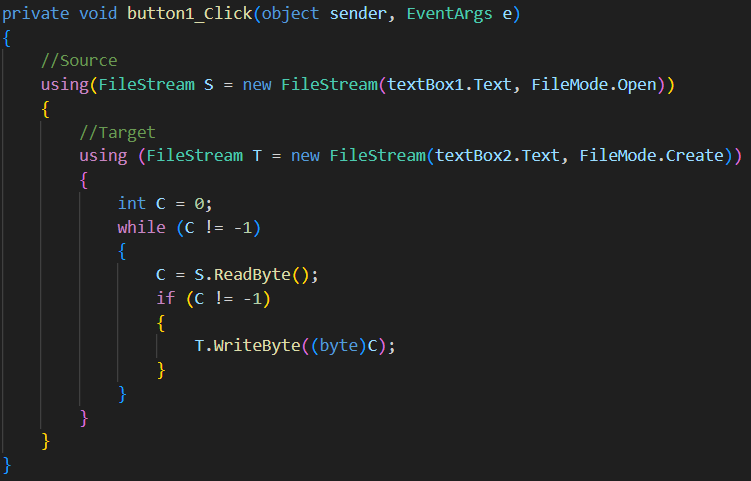 private void button1_Click(object sender, EventArgs e)
{
    //Source
    using(FileStream S = new FileStream(textBox1.Text, FileMode.Open))
    {
        //Target
        using (FileStream T = new FileStream(textBox2.Text, FileMode.Create))
        {
            int C = 0;
            while (C != -1)
            {
                C = S.ReadByte();
                if (C != -1)
                {
                    T.WriteByte((byte)C);
                }
            }
        }
    }
}